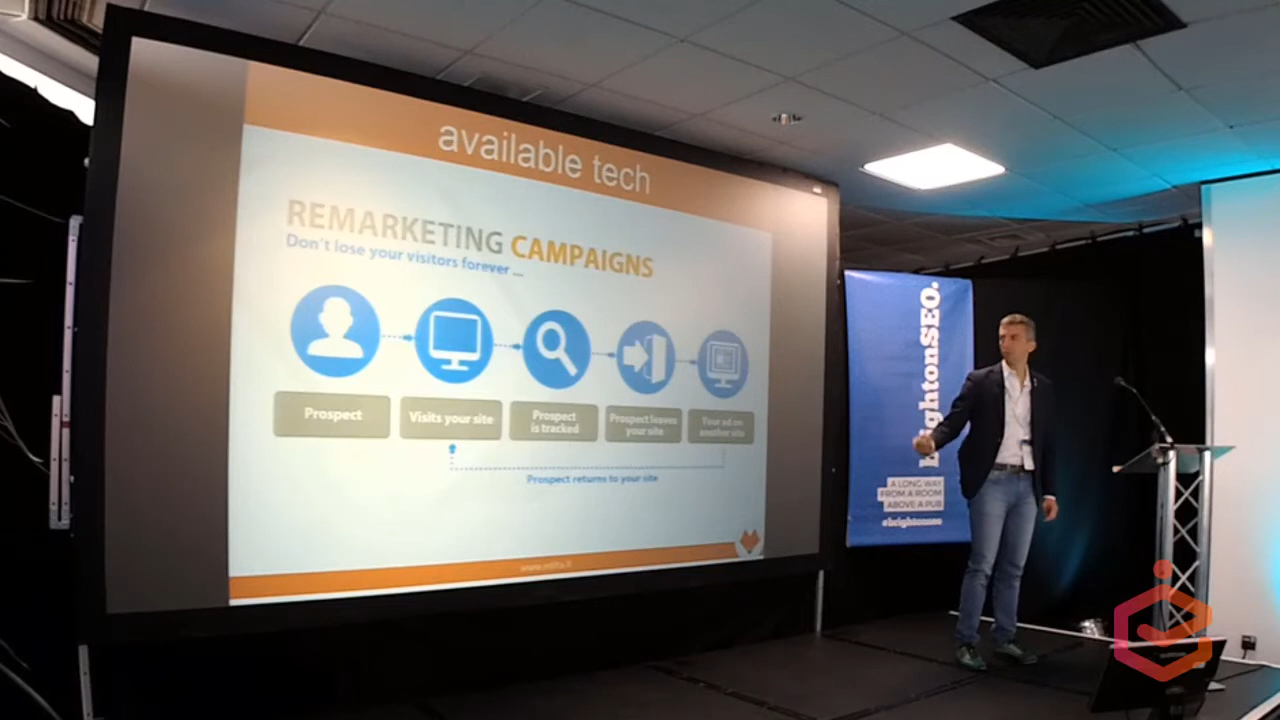 available tech
REMARKETING CAMPAIGNS
Don't lose your visitors forever ...
Prospect
Visits your site
Prospect
is tracked
Prospect leaves
your site
Your ad on
another site
Prospect returns to your site
BrightonSEO.
A LONG WAY
FROM A ROOM
ABOVE A PUB
#brightonseo